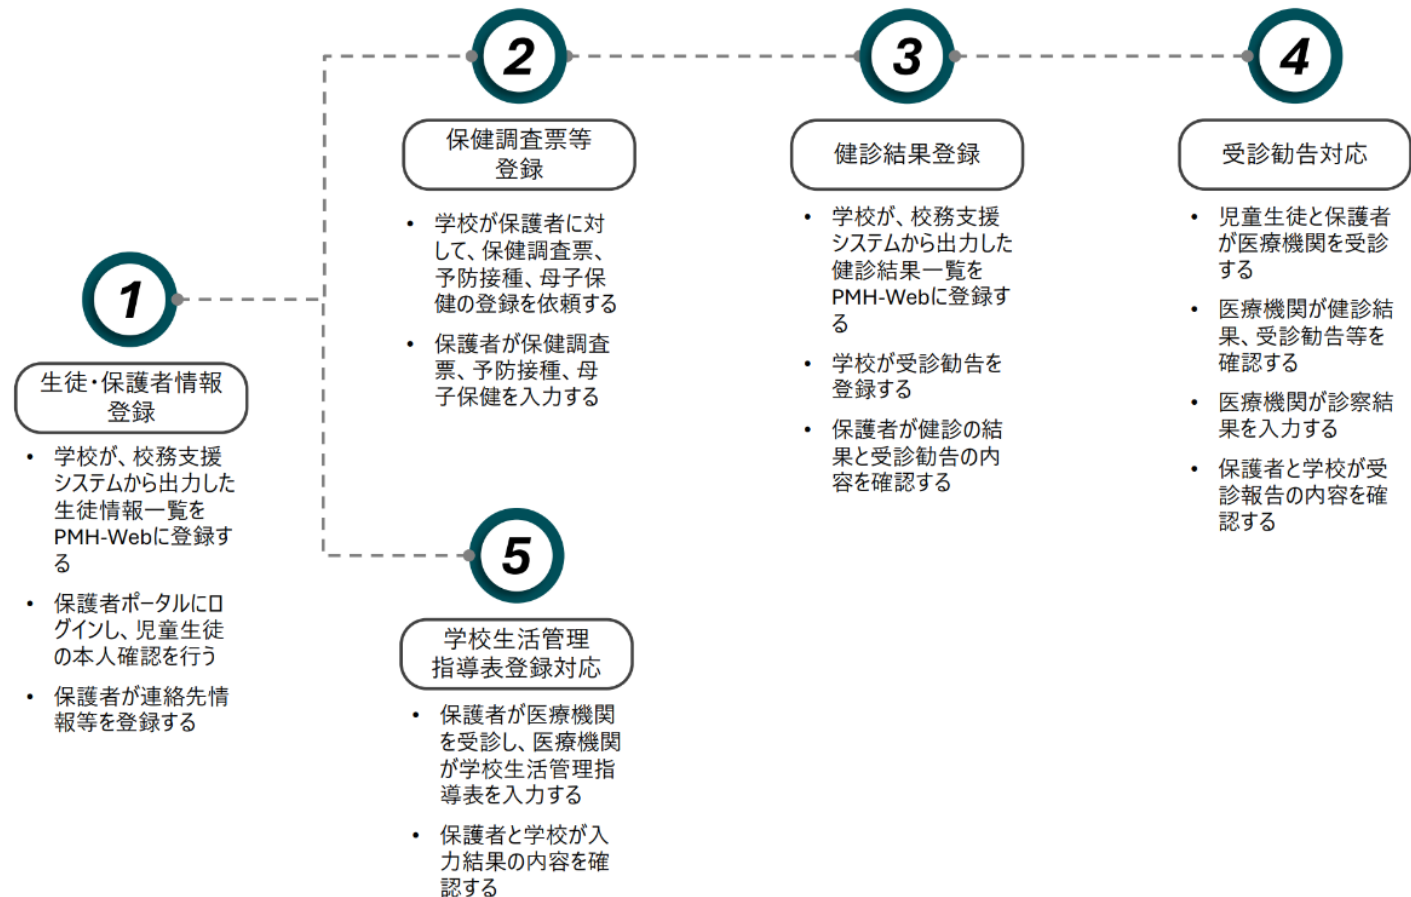 1
生徒・保護者情報
登録
• 学校が、校務支援
システムから出力した
生徒情報一覧を
PMH-Webに登録す
る
• 保護者ポータルにロ
グインし、児童生徒
の本人確認を行う
• 保護者が連絡先情
報等を登録する
2
保健調査票等
登録
• 学校が保護者に対
して、保健調査票、
予防接種、母子保
健の登録を依頼する
• 保護者が保健調査
票、予防接種、母
子保健を入力する
3
健診結果登録
• 学校が、校務支援
システムから出力した
健診結果一覧を
PMH-Webに登録す
る
• 学校が受診勧告を
登録する
• 保護者が健診の結
果と受診勧告の内
容を確認する
4
受診勧告対応
• 児童生徒と保護者
が医療機関を受診
する
• 医療機関が健診結
果、受診勧告等を
確認する
• 医療機関が診察結
果を入力する
• 保護者と学校が受
診報告の内容を確
認する
5
学校生活管理
指導表登録対応
• 保護者が医療機関
を受診し、医療機関
が学校生活管理指
導表を入力する
• 保護者と学校が入
力結果の内容を確
認する